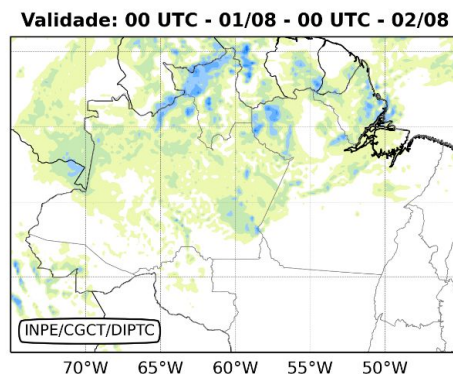 Validade: 00 UTC - 01/08 - 00 UTC - 02/08
INPE/CGCT/DIPTC
70°W 65°W 60°W 55°W 50°W